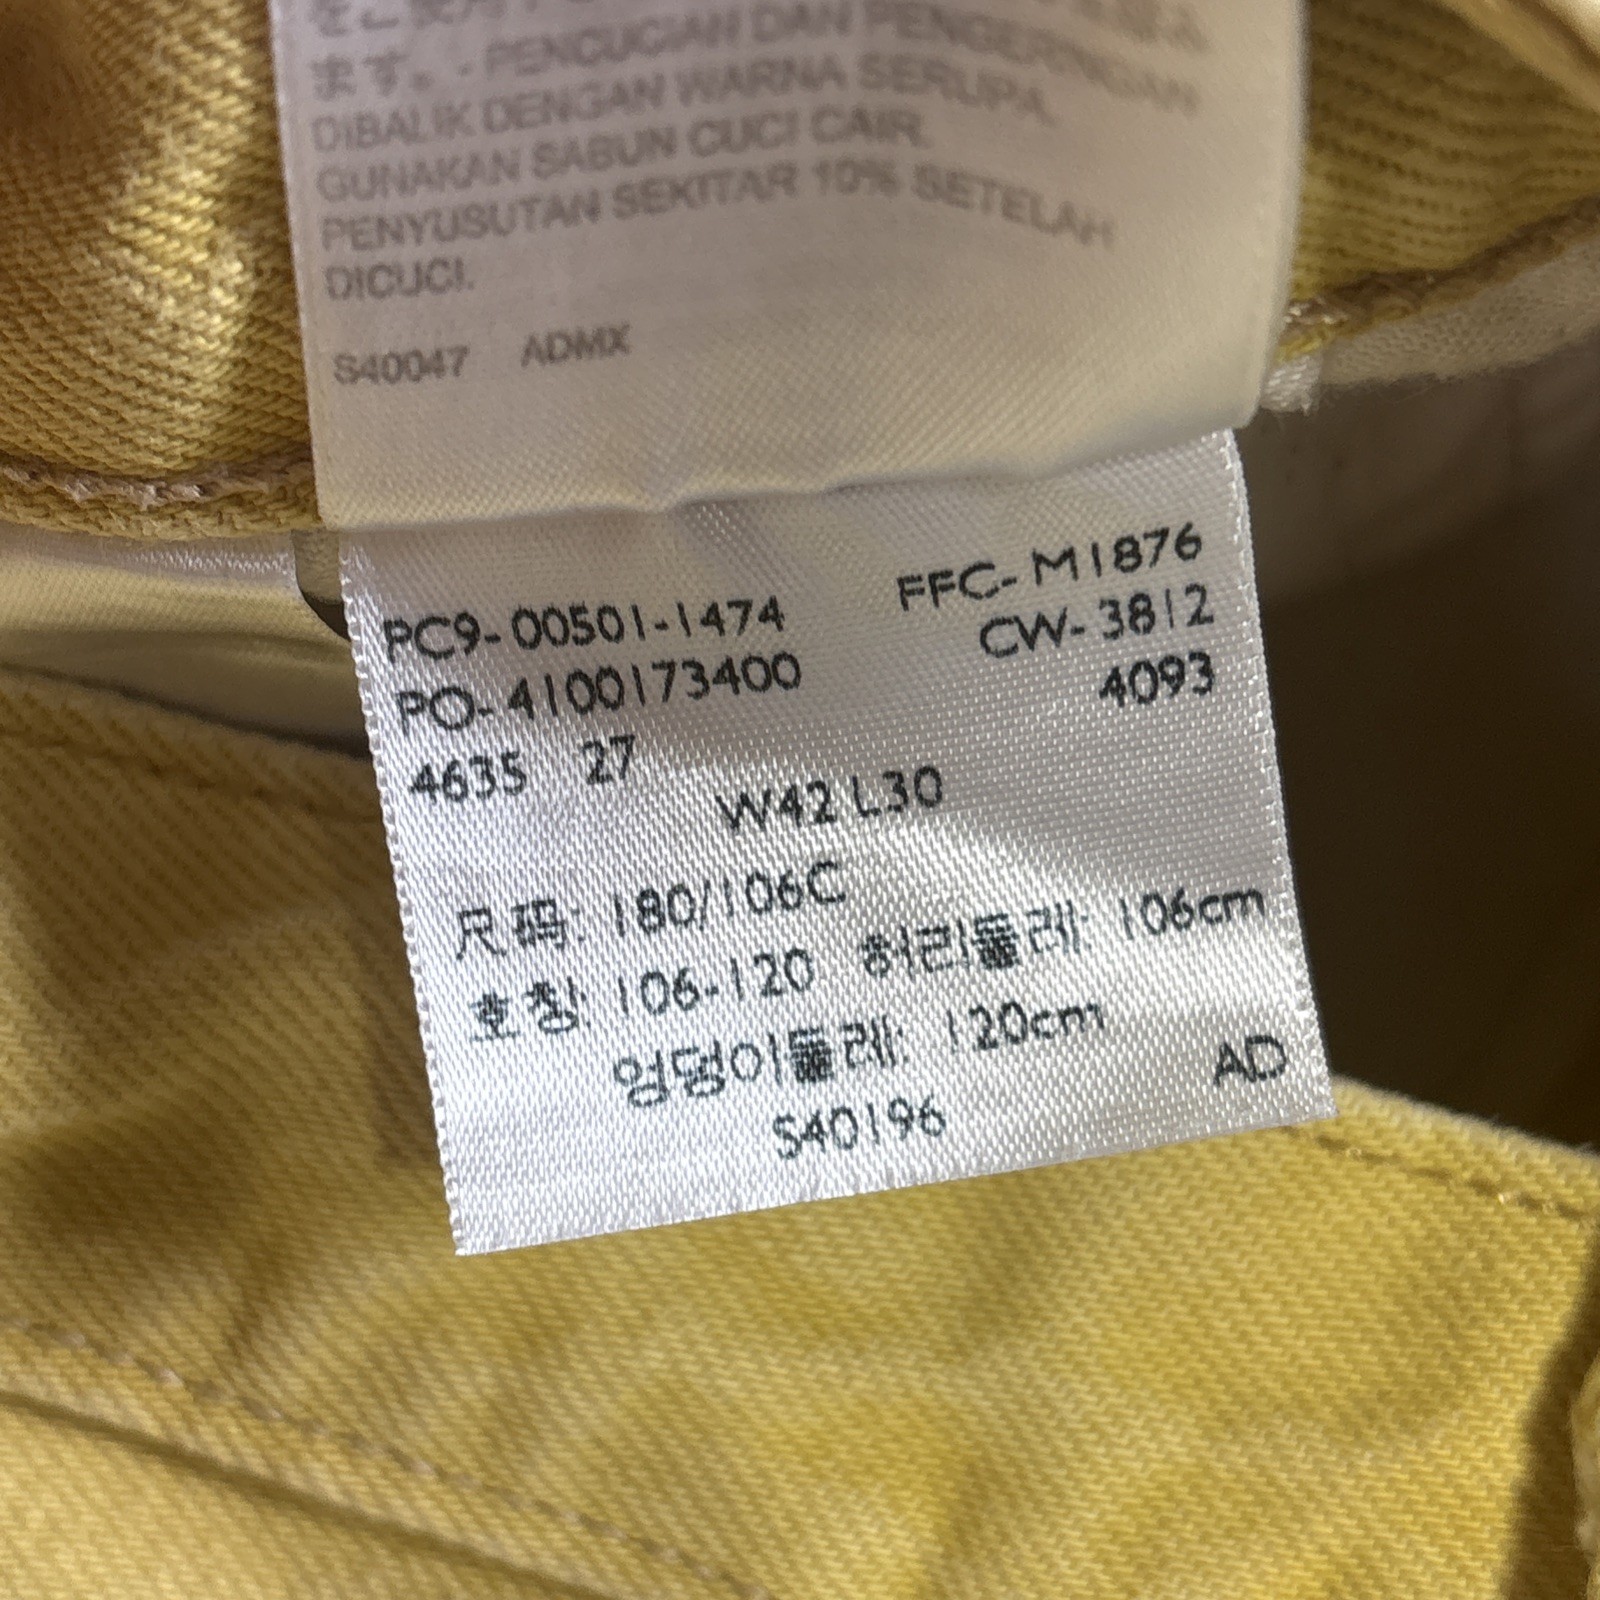 ます。- PENCUCIAN DAN PENGERINGAN
DIBALIK DENGAN WARNA SERUPA.
GUNAKAN SABUN CUCI CAIR.
PENYUSUTAN SEKITAR 10% SETELAH
DICUCI.
S40047 ADMX
PC9-00501-1474 FFC-M1876
PO-4100173400 CW-3812
4635 27 4093
W42 L30
尺码: 180/106C
호칭: 106-120 허리둘레: 106cm
엉덩이둘레: 120cm
S40196 AD